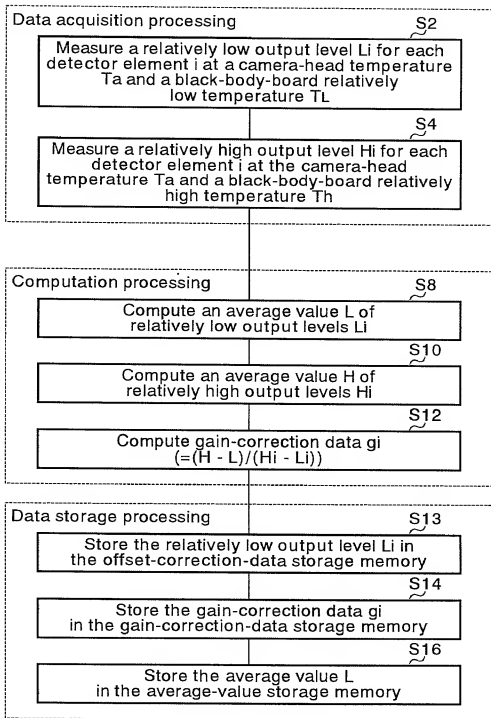 Data acquisition processing
S2
Measure a relatively low output level Li for each
detector element i at a camera-head temperature
Ta and a black-body-board relatively
low temperature TL
S4
Measure a relatively high output level Hi for each
detector element i at the camera-head
temperature Ta and a black-body-board relatively
high temperature Th
Computation processing
S8
Compute an average value L of
relatively low output levels Li
S10
Compute an average value H of
relatively high output levels Hi
S12
Compute gain-correction data gi
(=(H - L)/(Hi - Li))
Data storage processing
S13
Store the relatively low output level Li in
the offset-correction-data storage memory
S14
Store the gain-correction data gi
in the gain-correction-data storage memory
S16
Store the average value L
in the average-value storage memory